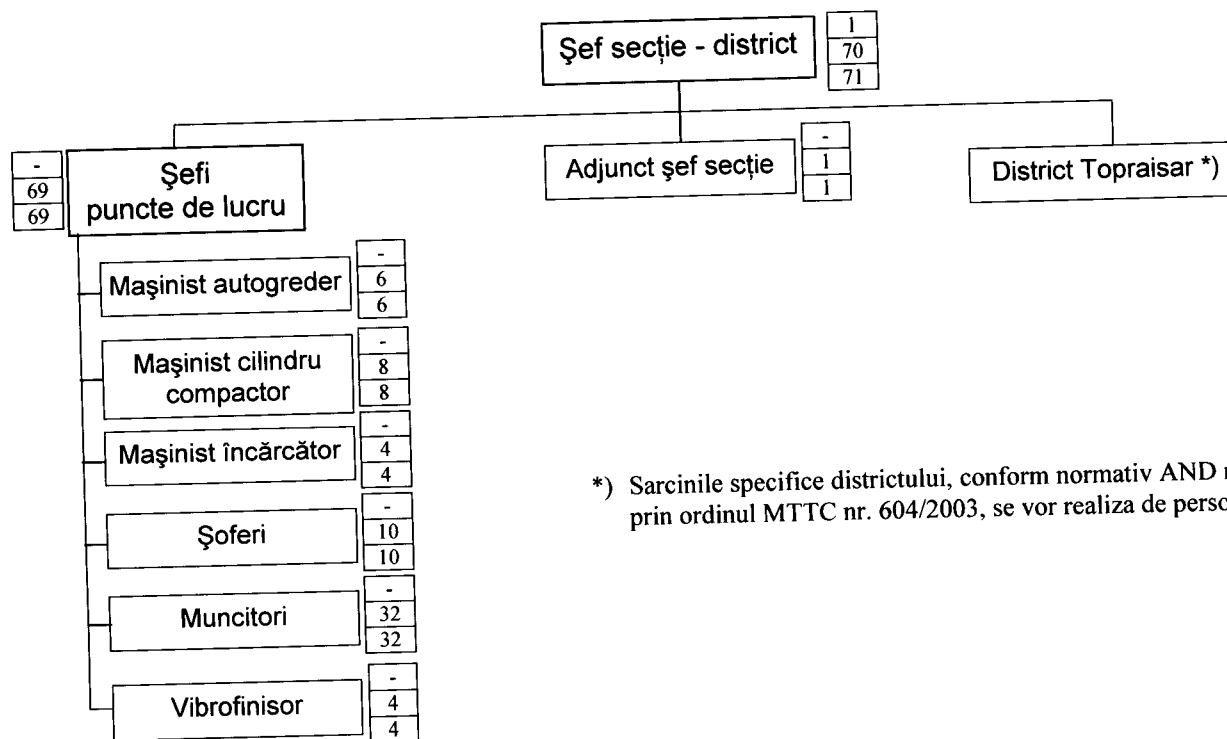 Şef secţie - district
1
70
71
-
69
69
Şefi
puncte de lucru
Adjunct şef secţie
-
1
1
District Topraisar *)
Maşinist autogreder
-
6
6
Maşinist cilindru
compactor
-
8
8
Maşinist încărcător
-
4
4
*) Sarcinile specifice districtului, conform normativ AND
prin ordinul MTTC nr. 604/2003, se vor realiza de
Şoferi
-
10
10
Muncitori
-
32
32
Vibrofinisor
-
4
4